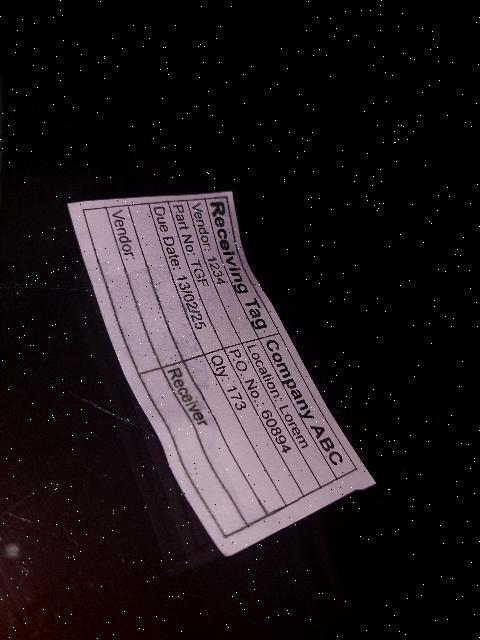 Receiving Tag Company ABC
Vendor: 1234 Location: Lorem
Part No: TGF P.O. No.: 60894
Due Date: 13/02/25 Qty: 173
Vendor Receiver